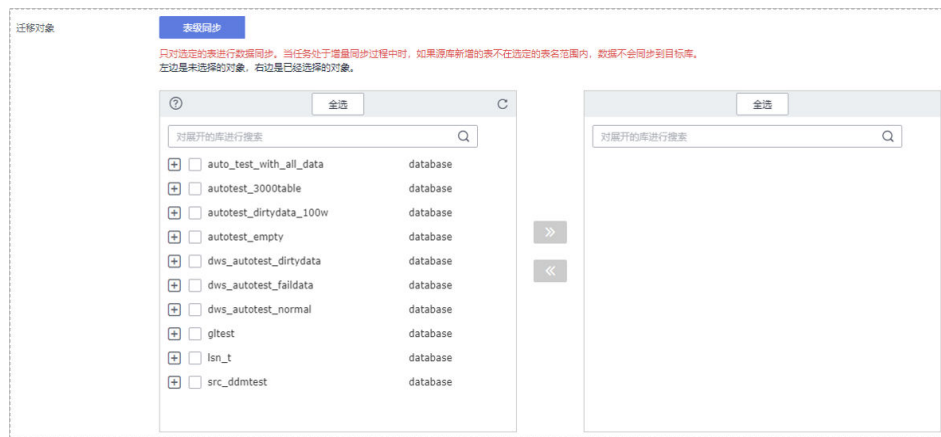 迁移对象
表级同步
只对选定的表进行数据同步。当任务处于增量同步过程中时，如果源库新增的表不在选定的表名范围内，数据不会同步到目标库。
左边是未选择的对象，右边是已经选择的对象。
全选
对展开的库进行搜索
auto_test_with_all_data database
autotest_3000table database
autotest_dirtydata_100w database
autotest_empty database
dws_autotest_dirtydata database
dws_autotest_faildata database
dws_autotest_normal database
gltest database
lsn_t database
src_ddmtest database
全选
对展开的库进行搜索